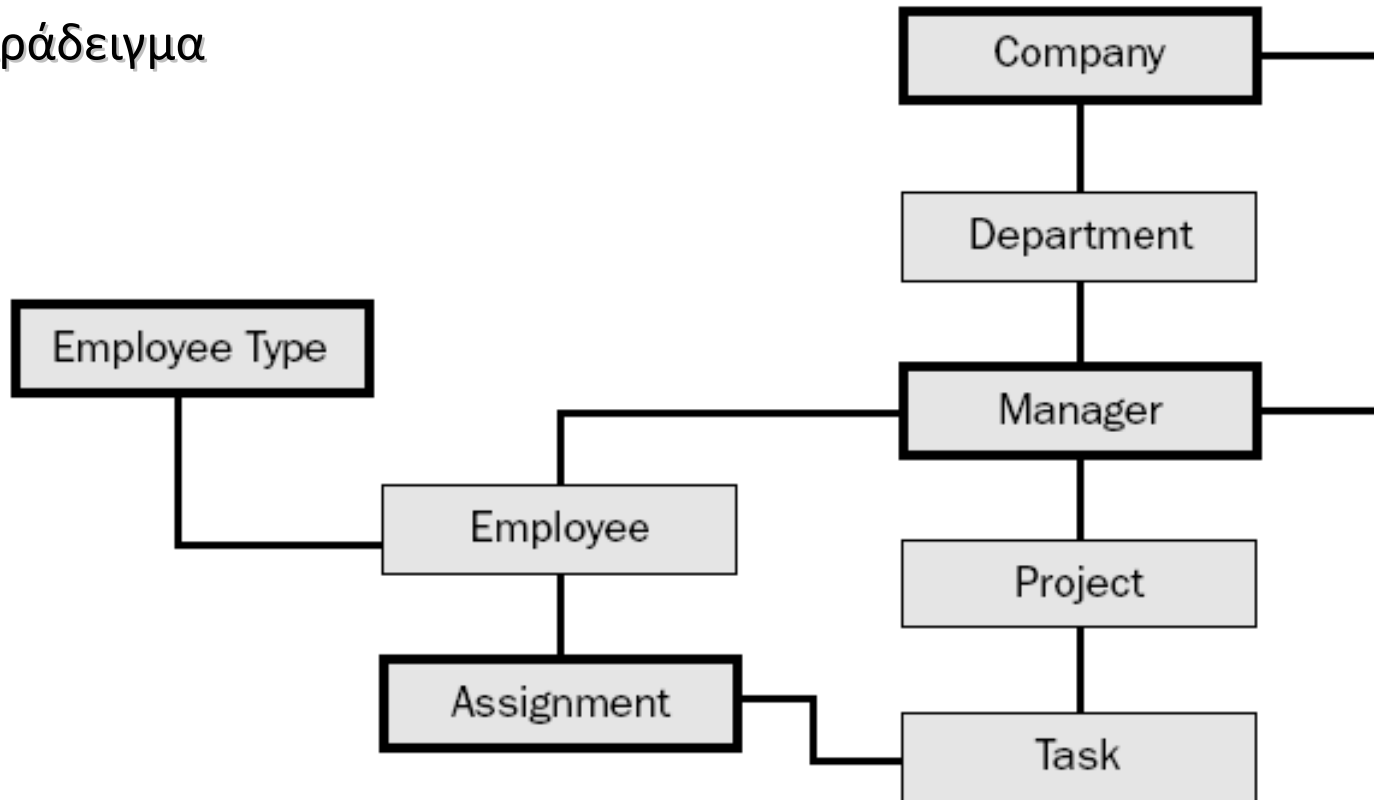 ράδειγμα
Company
Department
Employee Type
Manager
Employee
Project
Assignment
Task